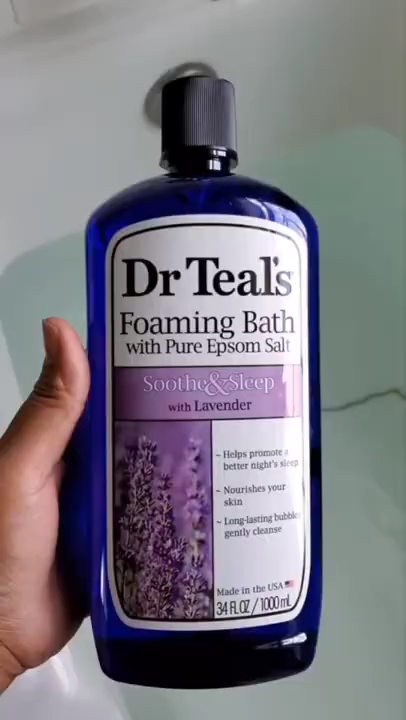 Dr Teal's
Foaming Bath
with Pure Epsom Salt
Soothe & Sleep
with Lavender
~ Helps promote a
better night's sleep
~ Nourishes your
skin
~ Long-lasting bubbles
gently cleanse
Made in the USA
34 FL OZ / 1000 mL